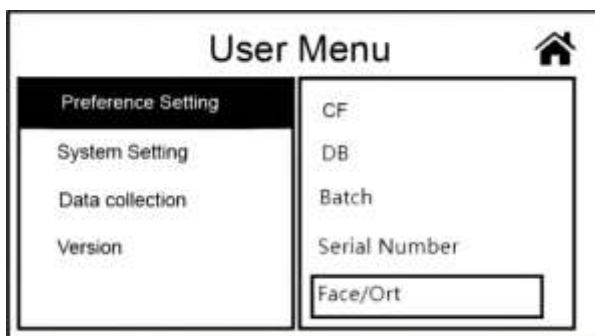 User Menu
Preference Setting
System Setting
Data collection
Version
CF
DB
Batch
Serial Number
Face/Ort